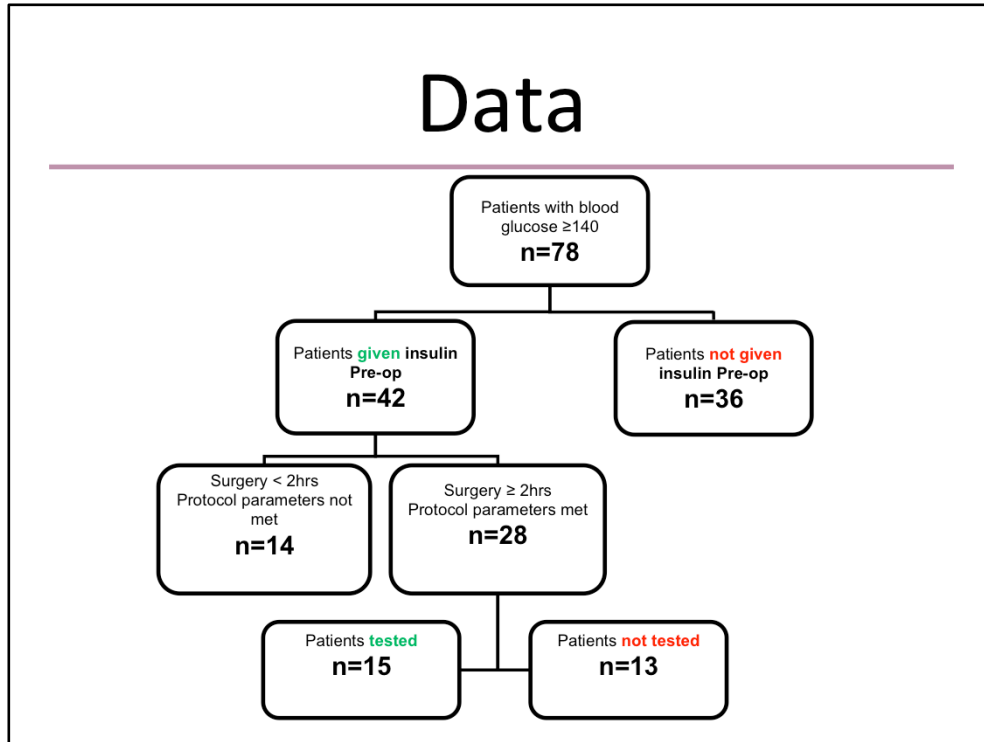 Data
Patients with blood
glucose ≥140
n=78
Patients given insulin
Pre-op
n=42
Patients not given
insulin Pre-op
n=36
Surgery < 2hrs
Protocol parameters not
met
n=14
Surgery ≥ 2hrs
Protocol parameters met
n=28
Patients tested
n=15
Patients not tested
n=13